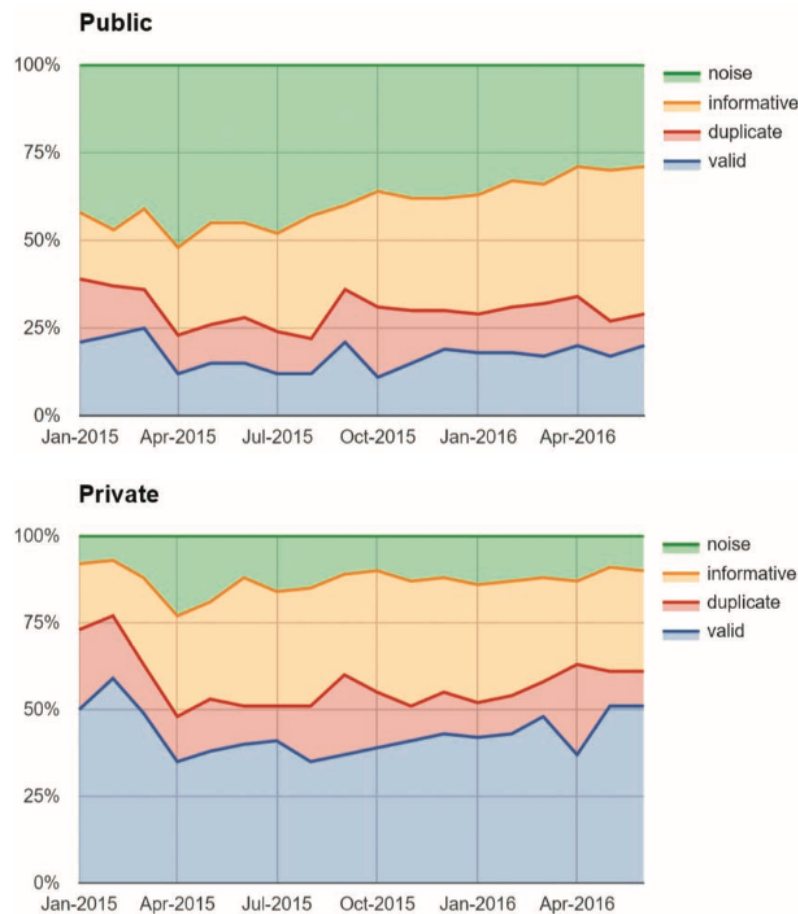 Public
100%
75%
50%
25%
0%
Jan-2015 Apr-2015 Jul-2015 Oct-2015 Jan-2016 Apr-2016
noise
informative
duplicate
valid
Private
100%
75%
50%
25%
0%
Jan-2015 Apr-2015 Jul-2015 Oct-2015 Jan-2016 Apr-2016
noise
informative
duplicate
valid